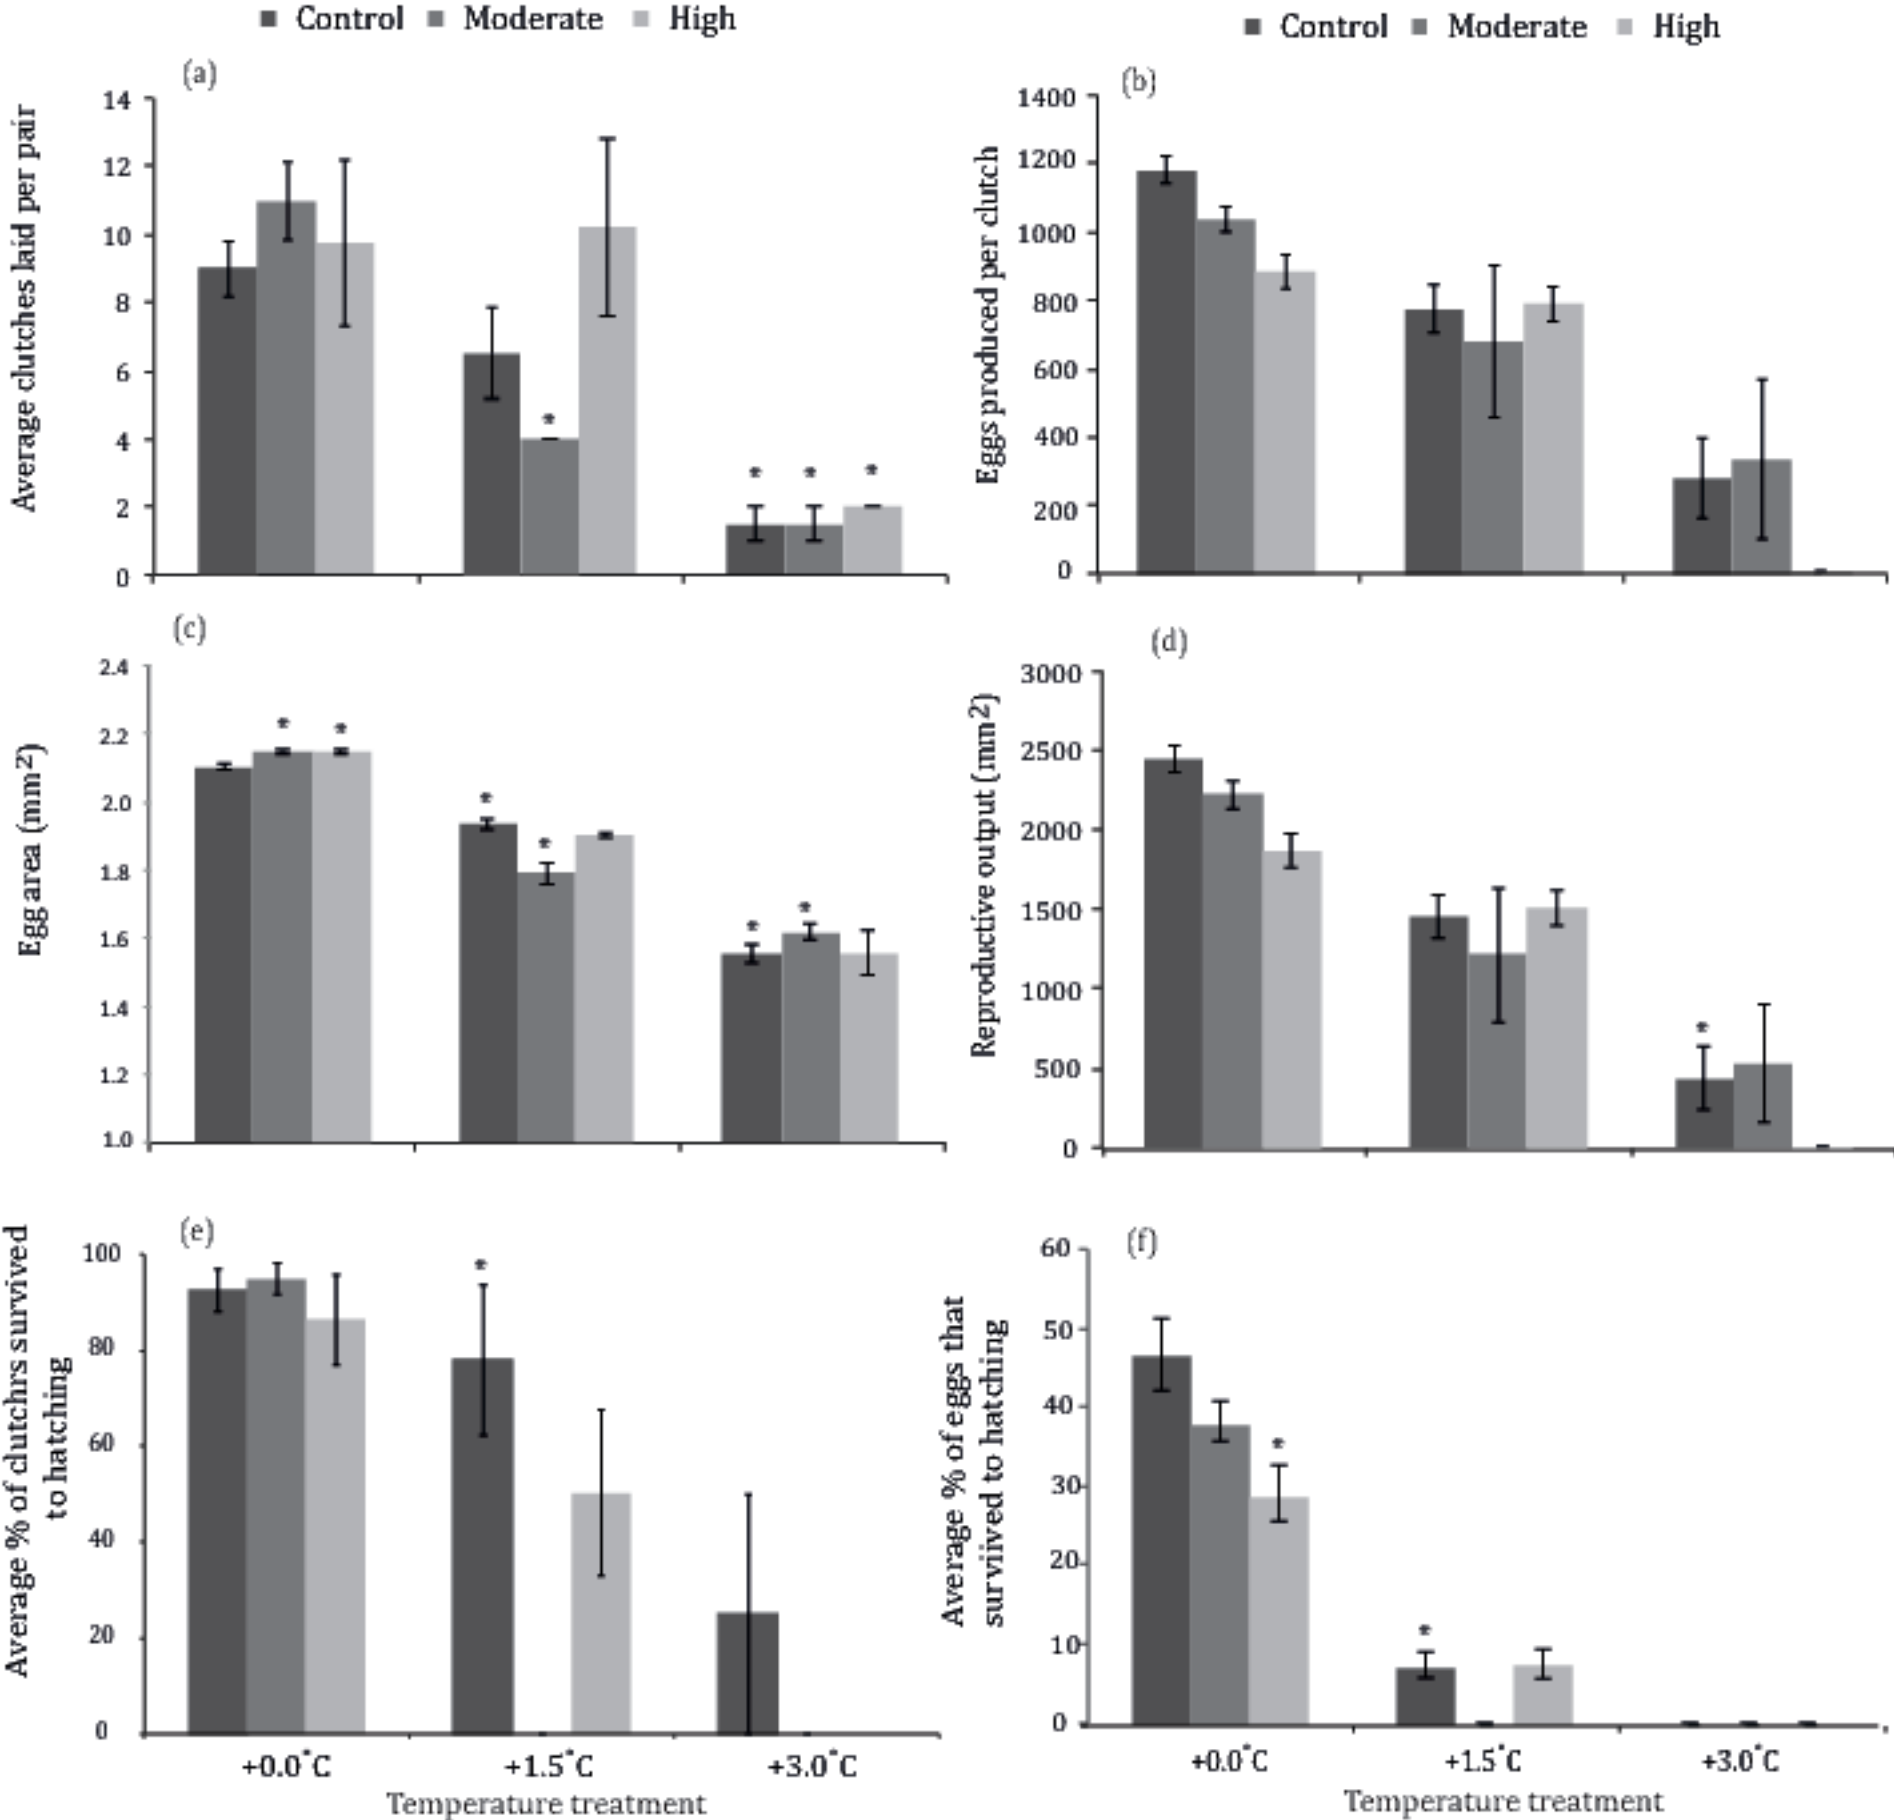 Control Moderate High
Control Moderate High
(a)
Average clutches laid per pair
14
12
10
8
6
4
2
0
*
* * *
(b)
Eggs produced per clutch
1400
1200
1000
800
600
400
200
0
(c)
Egg area (mm2)
2.4
2.2
2.0
1.8
1.6
1.4
1.2
1.0
* *
* *
* *
(d)
Reproductive output (mm2)
3000
2500
2000
1500
1000
500
0
*
(e)
Average % of clutchrs survived
to hatching
100
80
60
40
20
0
*
+0.0°C +1.5°C +3.0°C
Temperature treatment
(f)
Average % of eggs that
surviived to hatching
60
50
40
30
20
10
0
*
*
+0.0°C +1.5°C +3.0°C
Temperature treatment